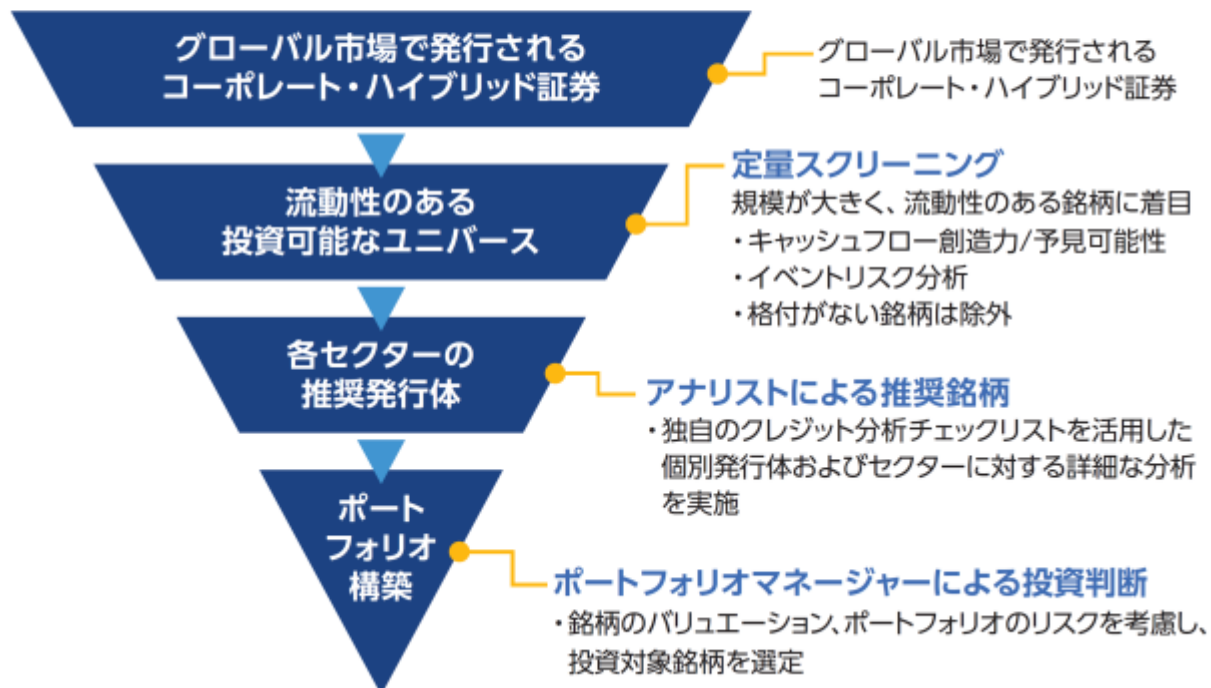 グローバル市場で発行される
コーポレート・ハイブリッド証券
グローバル市場で発行される
コーポレート・ハイブリッド証券
流動性のある
投資可能なユニバース
定量スクリーニング
規模が大きく、流動性のある銘柄に着目
・キャッシュフロー創造力/予見可能性
・イベントリスク分析
・格付がない銘柄は除外
各セクターの
推奨発行体
アナリストによる推奨銘柄
・独自のクレジット分析チェックリストを活用した
個別発行体およびセクターに対する詳細な分析
を実施
ポート
フォリオ
構築
ポートフォリオマネージャーによる投資判断
・銘柄のバリュエーション、ポートフォリオのリスクを考慮し、
投資対象銘柄を選定